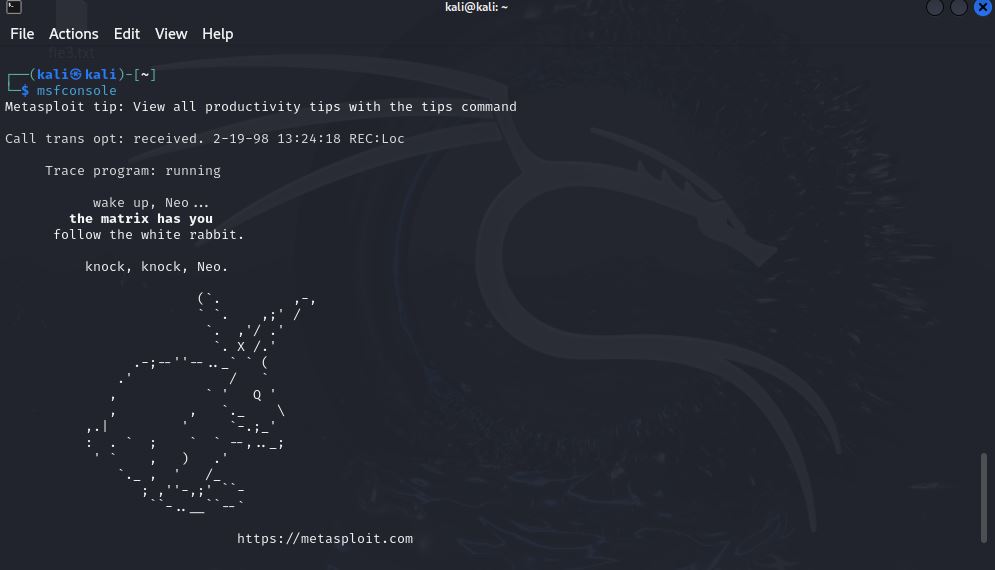 kali@kali: ~
File Actions Edit View Help
fle3.txt
┌──(kali㉿kali)-[~]
└─$ msfconsole
Metasploit tip: View all productivity tips with the tips command
Call trans opt: received. 2-19-98 13:24:18 REC:Loc
Trace program: running
wake up, Neo...
the matrix has you
follow the white rabbit.
knock, knock, Neo.
https://metasploit.com